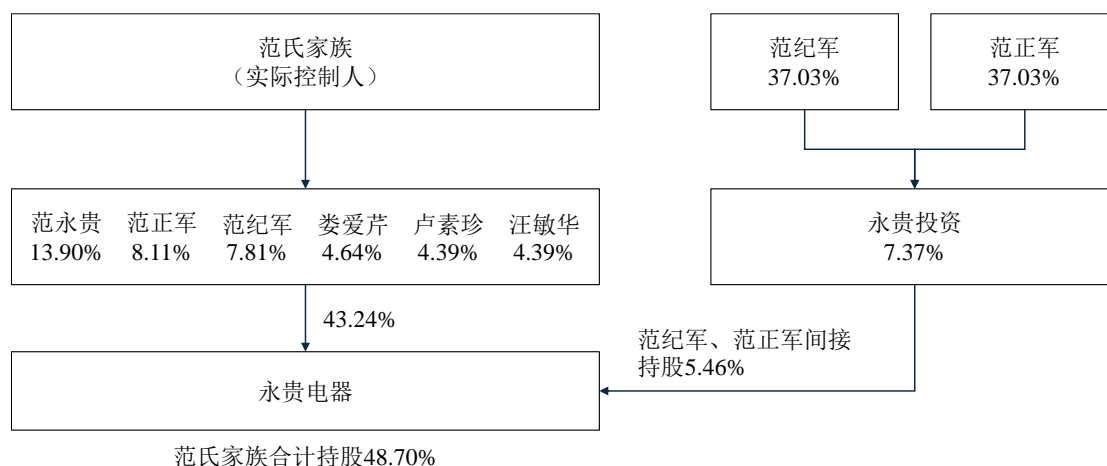 范氏家族
（实际控制人）
范纪军
37.03%
范正军
37.03%
范永贵 范正军 范纪军 娄爱芹 卢素珍 汪敏华
13.90% 8.11% 7.81% 4.64% 4.39% 4.39%
永贵投资
7.37%
43.24%
范纪军、范正军间接
持股5.46%
永贵电器
范氏家族合计持股48.70%